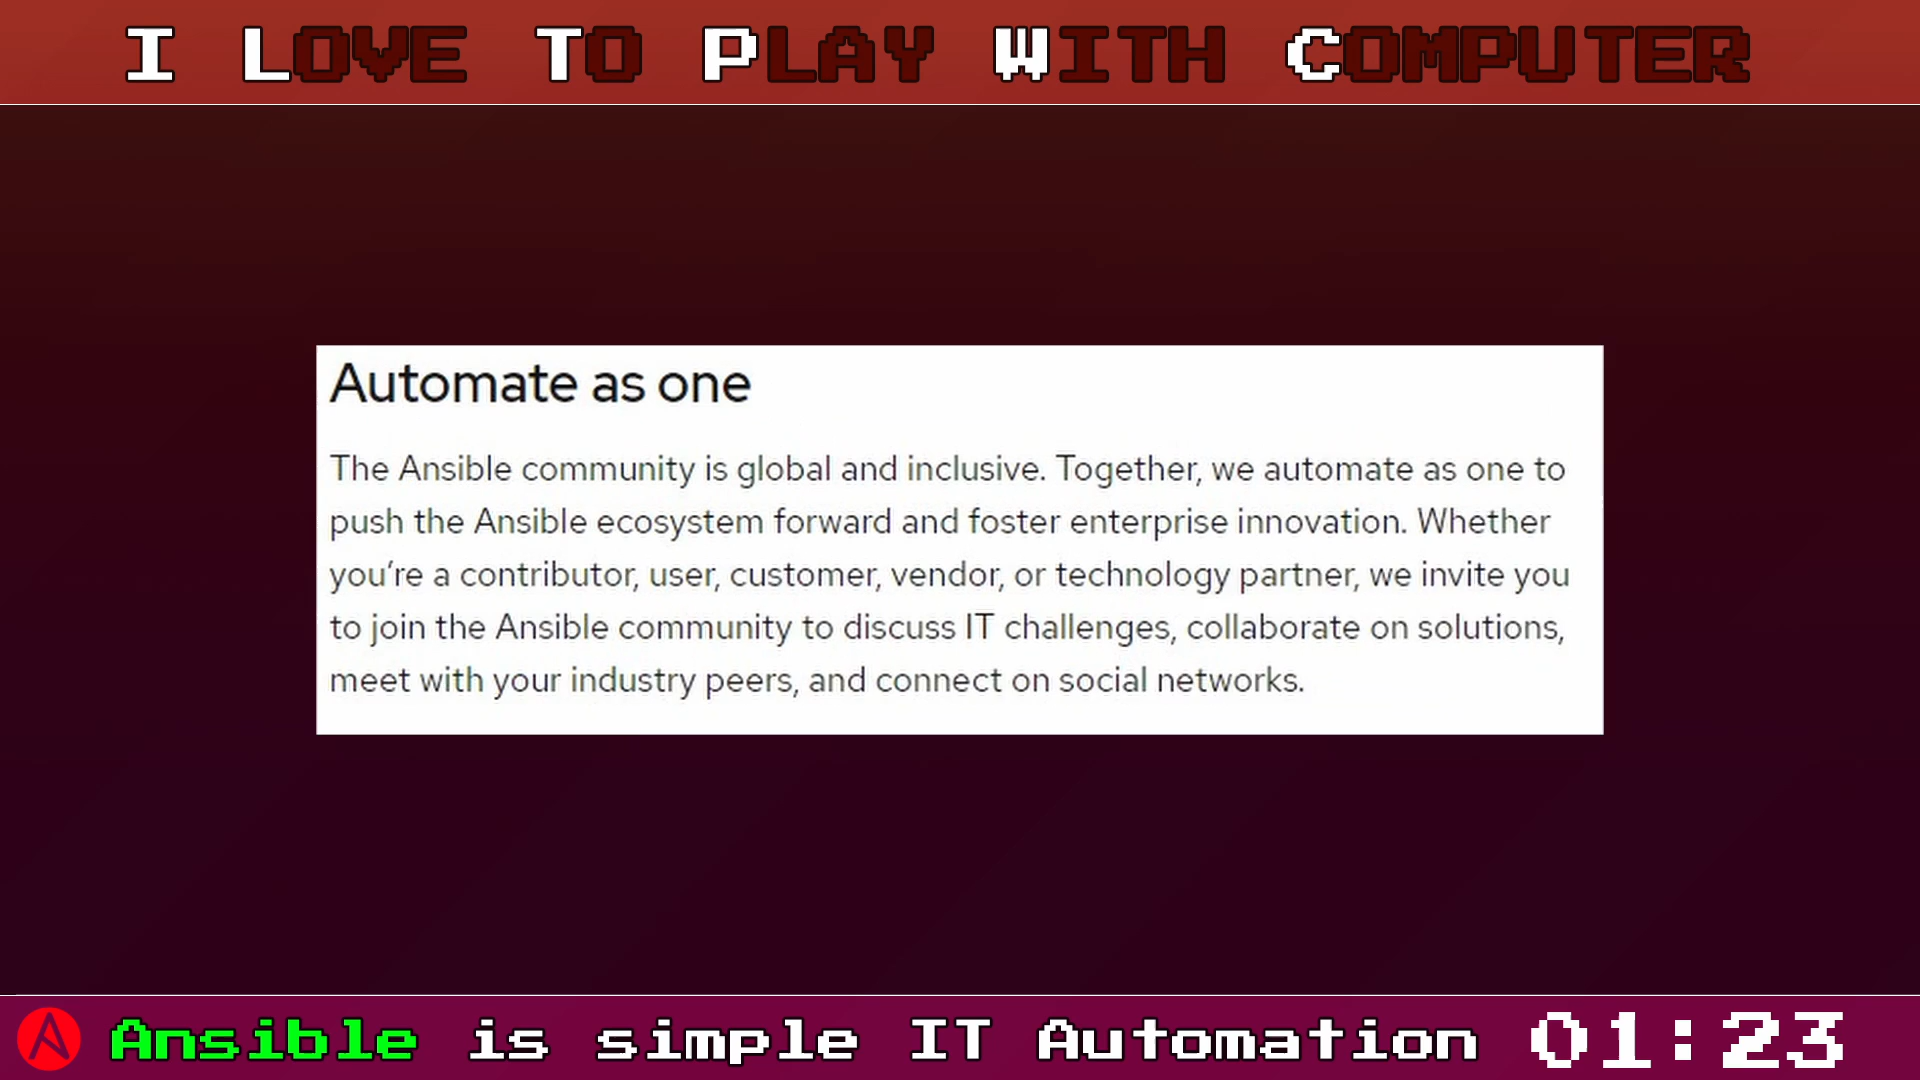 I LOVE TO PLAY WITH COMPUTER
Automate as one
The Ansible community is global and inclusive. Together, we automate as one to
push the Ansible ecosystem forward and foster enterprise innovation. Whether
you’re a contributor, user, customer, vendor, or technology partner, we invite you
to join the Ansible community to discuss IT challenges, collaborate on solutions,
meet with your industry peers, and connect on social networks.
Ansible is simple IT Automation 01:23